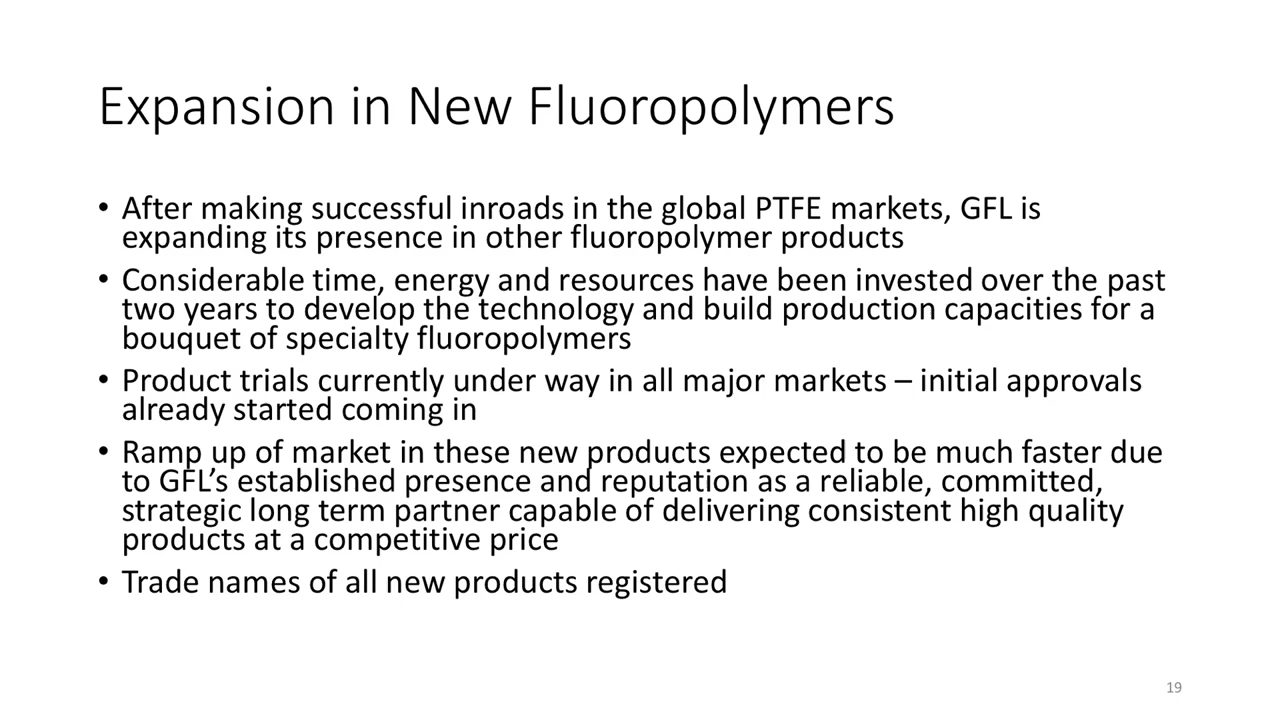 Expansion in New Fluoropolymers
• After making successful inroads in the global PTFE markets, GFL is
expanding its presence in other fluoropolymer products
• Considerable time, energy and resources have been invested over the past
two years to develop the technology and build production capacities for a
bouquet of specialty fluoropolymers
• Product trials currently under way in all major markets – initial approvals
already started coming in
• Ramp up of market in these new products expected to be much faster due
to GFL’s established presence and reputation as a reliable, committed,
strategic long term partner capable of delivering consistent high quality
products at a competitive price
• Trade names of all new products registered
19